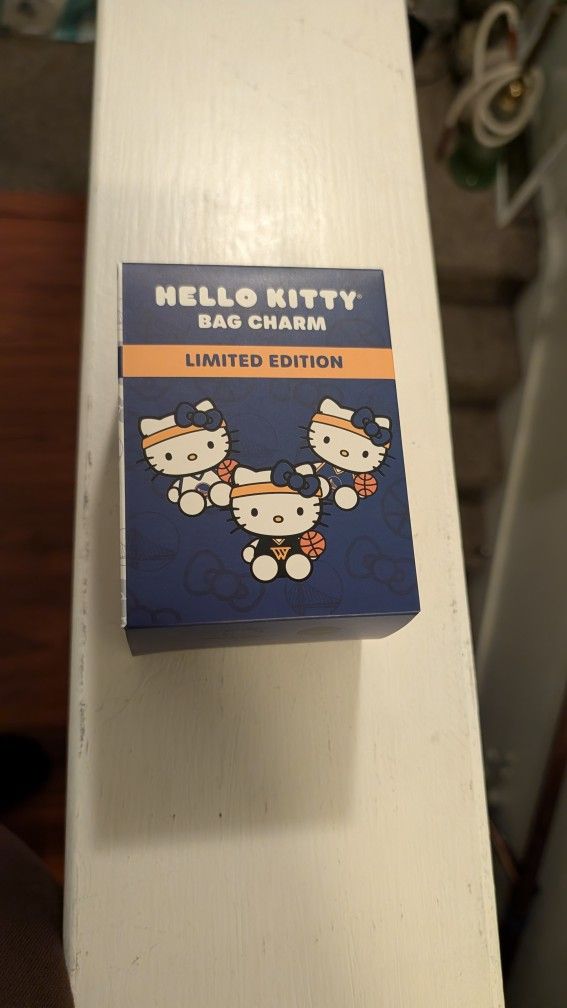 HELLO KITTY®
BAG CHARM
LIMITED EDITION
W